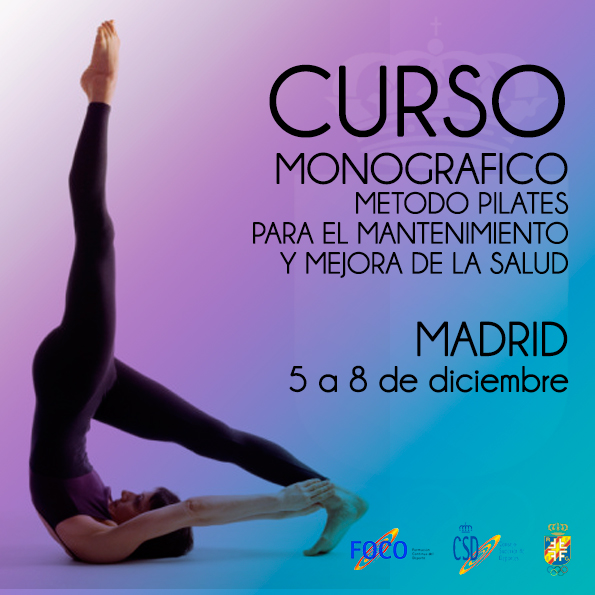 CURSO
MONOGRAFICO
METODO PILATES
PARA EL MANTENIMIENTO
Y MEJORA DE LA SALUD
MADRID
5 a 8 de diciembre
FOCO
CSD